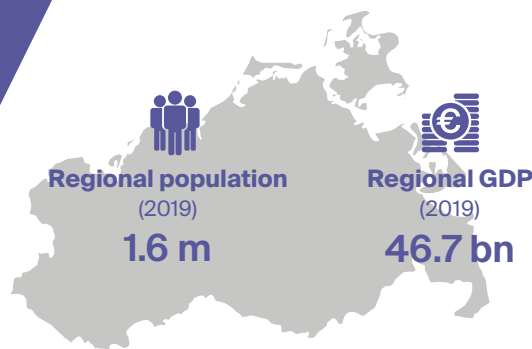 Regional population
(2019)
1.6 m
€
Regional GDP
(2019)
46.7 bn